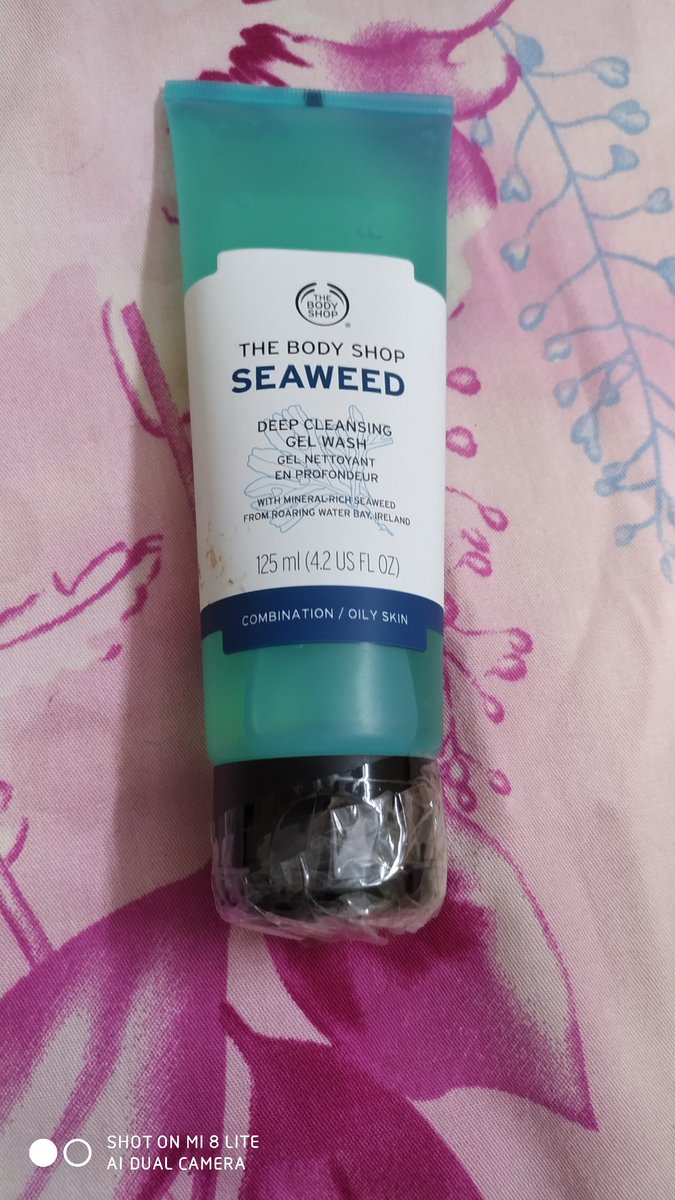 THE
BODY
SHOP
®
THE BODY SHOP
SEAWEED
DEEP CLEANSING
GEL WASH
GEL NETTOYANT
EN PROFONDEUR
WITH MINERAL-RICH SEAWEED
FROM ROARING WATER BAY, IRELAND
125 ml (4.2 US FL OZ)
COMBINATION / OILY SKIN
SHOT ON MI 8 LITE
AI DUAL CAMERA